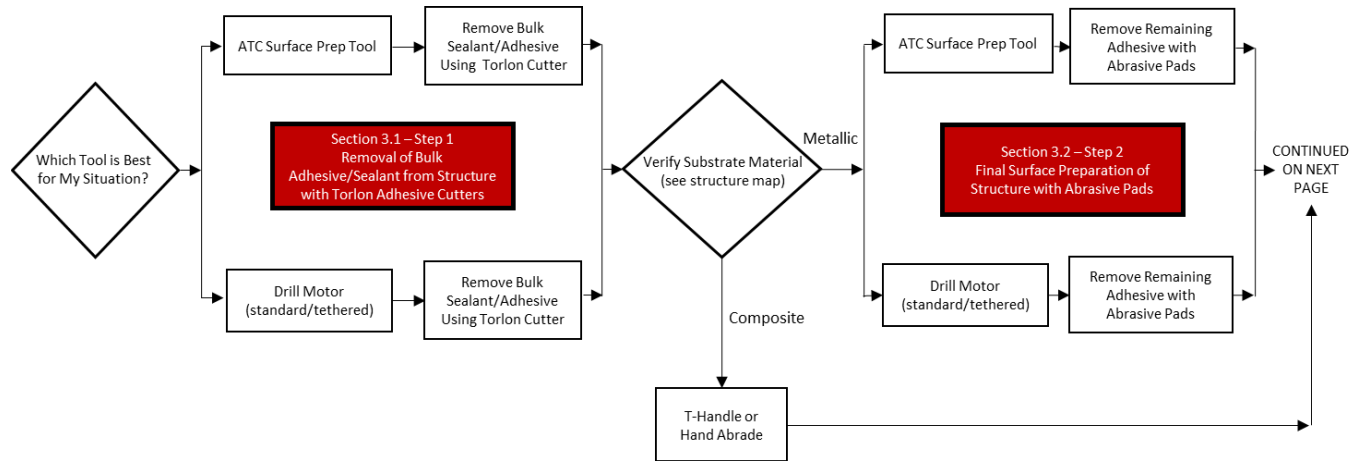 Which Tool is Best
for My Situation?
ATC Surface Prep Tool
Remove Bulk
Sealant/Adhesive
Using Torlon Cutter
Section 3.1 – Step 1
Removal of Bulk
Adhesive/Sealant from Structure
with Torlon Adhesive Cutters
Drill Motor
(standard/tethered)
Remove Bulk
Sealant/Adhesive
Using Torlon Cutter
Verify Substrate Material
(see structure map)
Metallic
Composite
ATC Surface Prep Tool
Remove Remaining
Adhesive with
Abrasive Pads
Section 3.2 – Step 2
Final Surface Preparation of
Structure with Abrasive Pads
Drill Motor
(standard/tethered)
Remove Remaining
Adhesive with
Abrasive Pads
T-Handle or
Hand Abrade
CONTINUED
ON NEXT
PAGE